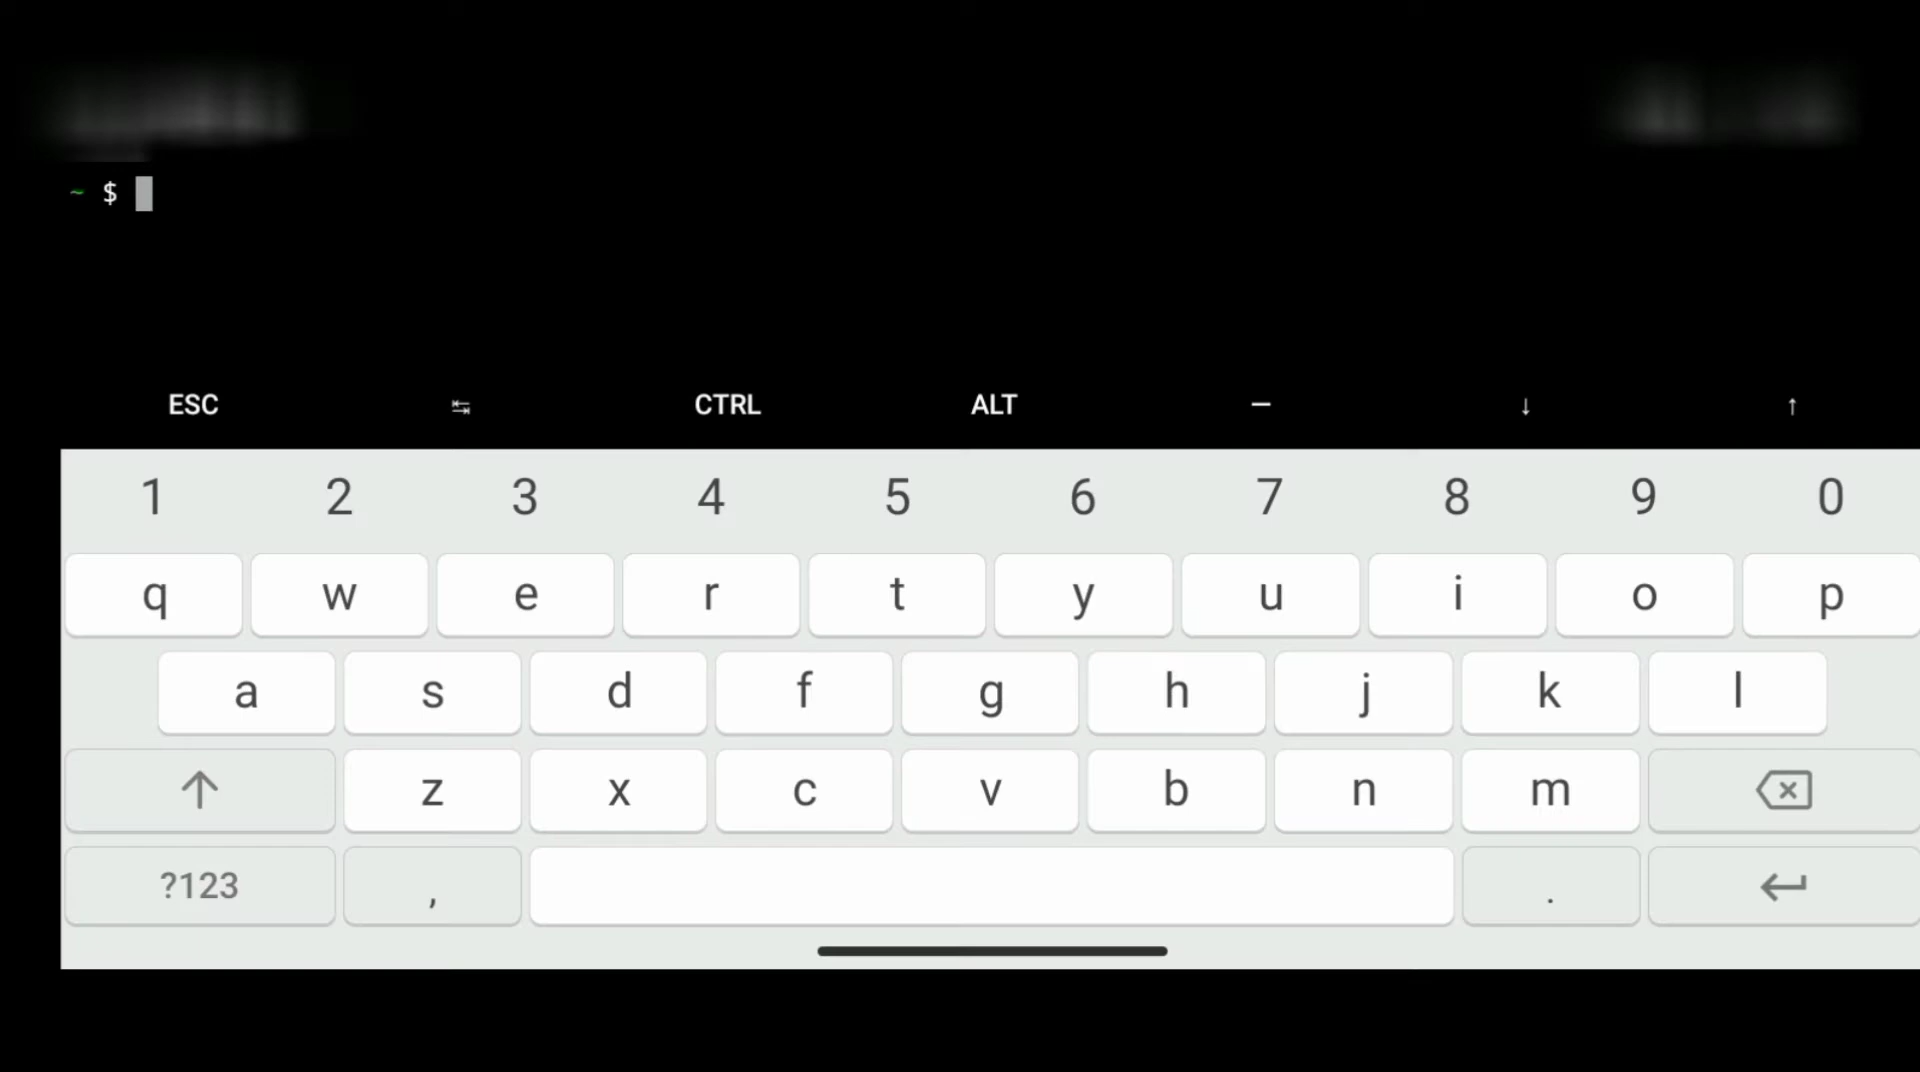 ~ $
ESC ↹ CTRL ALT — ↓ ↑
1 2 3 4 5 6 7 8 9 0
q w e r t y u i o p
a s d f g h j k l
z x c v b n m
?123 , .